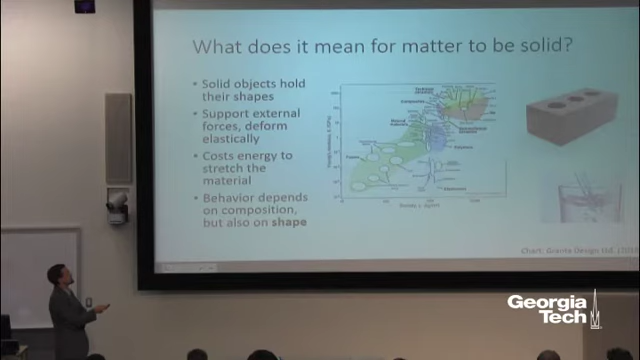 What does it mean for matter to be solid?
• Solid objects hold
their shapes
• Support external
forces, deform
elastically
• Costs energy to
stretch the
material
• Behavior depends
on composition,
but also on shape
Chart: Granta Design Ltd.
Georgia
Tech